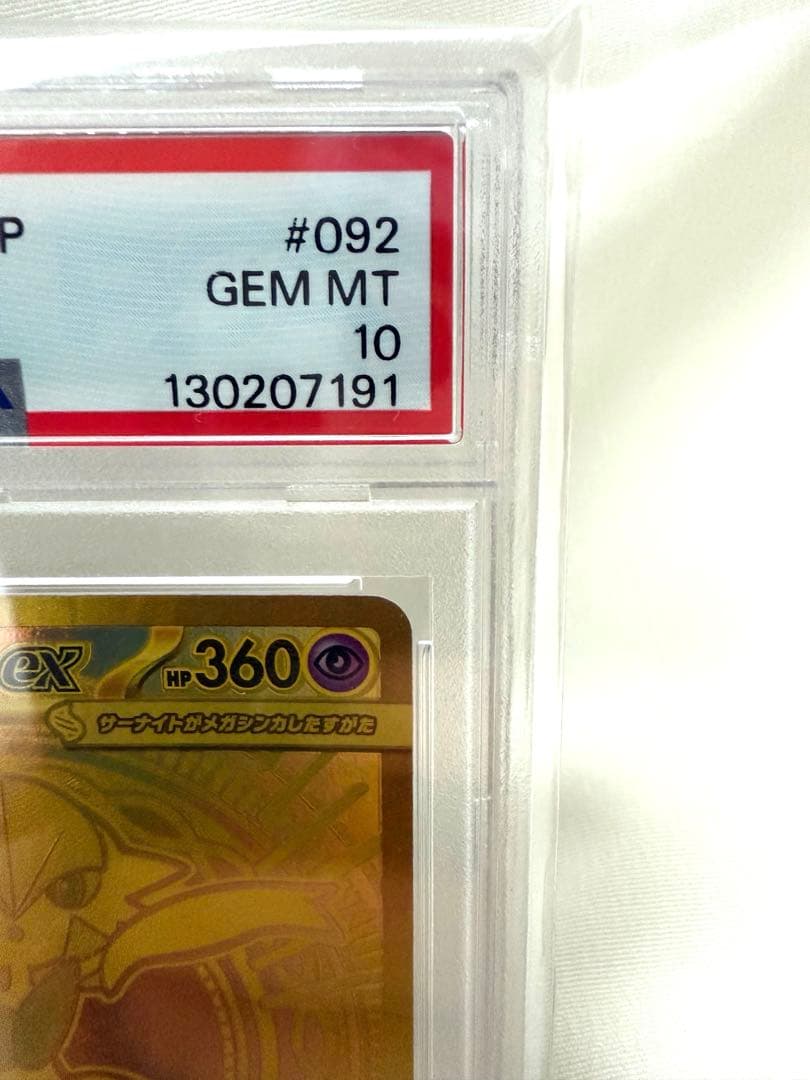 P #092
GEM MT
10
130207191
ex HP360
サーナイトがメガシンカしたすがた